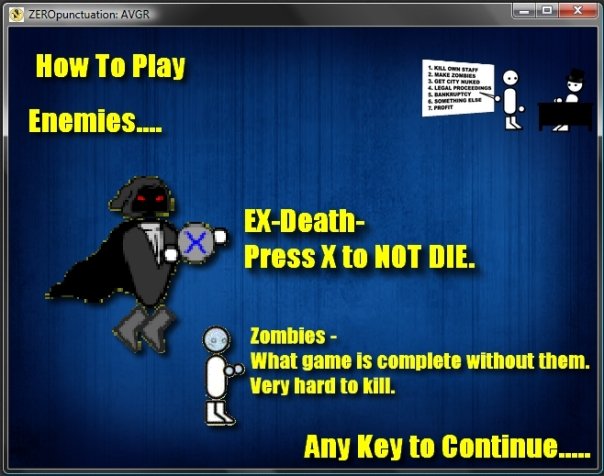 ZEROpunctuation: AVGR
How To Play
1. KILL OWN STAFF
2. MAKE ZOMBIES
3. GET CITY NUKED
4. LEGAL PROCEEDINGS
5. BANKRUPTCY
6. SOMETHING ELSE
7. PROFIT
Enemies....
X
EX-Death-
Press X to NOT DIE.
Zombies -
What game is complete without them.
Very hard to kill.
Any Key to Continue.....